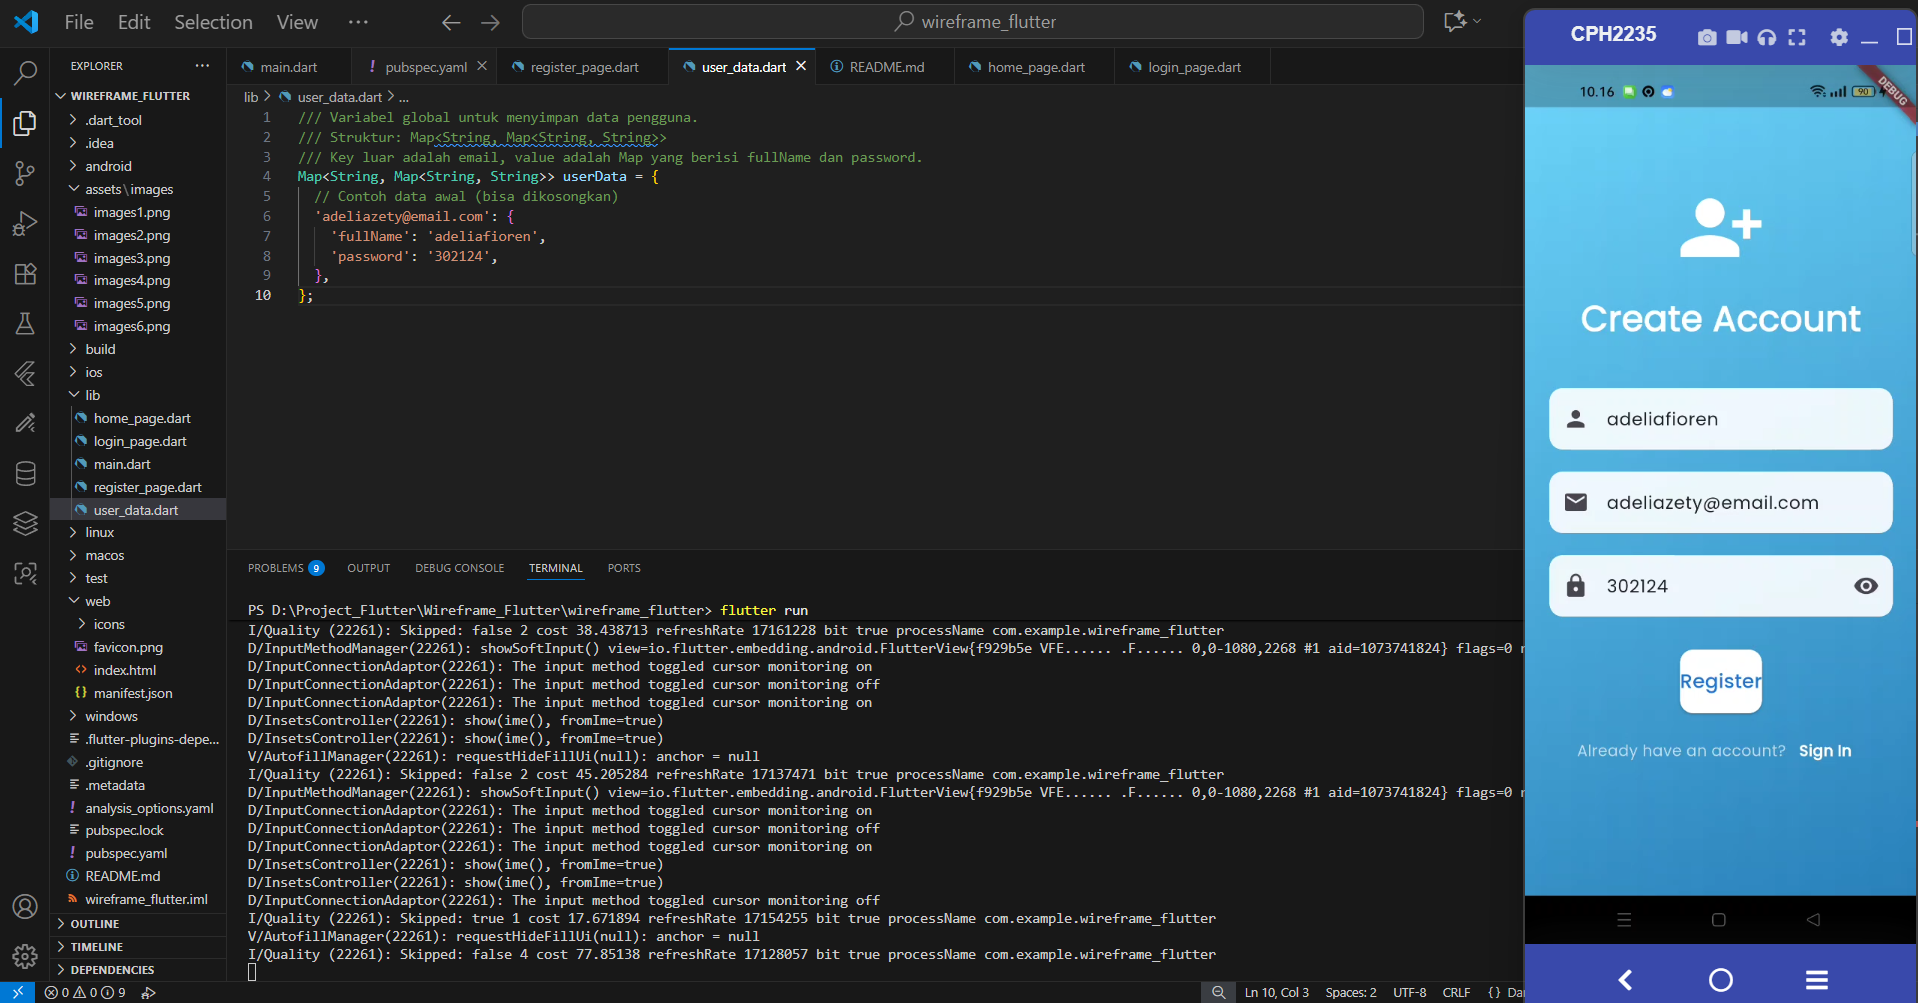 File Edit Selection View ...
wireframe_flutter
EXPLORER ...
WIREFRAME_FLUTTER
.dart_tool
.idea
android
assets\images
images1.png
images2.png
images3.png
images4.png
images5.png
images6.png
build
ios
lib
home_page.dart
login_page.dart
main.dart
register_page.dart
user_data.dart
linux
macos
test
web
icons
favicon.png
index.html
manifest.json
windows
.flutter-plugins-depe...
.gitignore
.metadata
analysis_options.yaml
pubspec.lock
pubspec.yaml
README.md
wireframe_flutter.iml
OUTLINE
TIMELINE
DEPENDENCIES
main.dart ! pubspec.yaml register_page.dart user_data.dart README.md home_page.dart login_page.dart
lib > user_data.dart > ...
1 /// Variabel global untuk menyimpan data pengguna.
2 /// Struktur: Map<String, Map<String, String>>
3 /// Key luar adalah email, value adalah Map yang berisi fullName dan password.
4 Map<String, Map<String, String>> userData = {
5 // Contoh data awal (bisa dikosongkan)
6 'adeliazety@email.com': {
7 'fullName': 'adeliafioren',
8 'password': '302124',
9 },
10 };
PROBLEMS 9 OUTPUT DEBUG CONSOLE TERMINAL PORTS
PS D:\Project_Flutter\Wireframe_Flutter\wireframe_flutter> flutter run
I/Quality (22261): Skipped: false 2 cost 38.438713 refreshRate 17161228 bit true processName com.example.wireframe_flutter
D/InputMethodManager(22261): showSoftInput() view=io.flutter.embedding.android.FlutterView{f929b5e VFE...... .F...... 0,0-1080,2268 #1 aid=1073741824} flags=0
D/InputConnectionAdaptor(22261): The input method toggled cursor monitoring on
D/InputConnectionAdaptor(22261): The input method toggled cursor monitoring off
D/InputConnectionAdaptor(22261): The input method toggled cursor monitoring on
D/InsetsController(22261): show(ime(), fromIme=true)
D/InsetsController(22261): show(ime(), fromIme=true)
V/AutofillManager(22261): requestHideFillUi(null): anchor = null
I/Quality (22261): Skipped: false 2 cost 45.205284 refreshRate 17137471 bit true processName com.example.wireframe_flutter
D/InputMethodManager(22261): showSoftInput() view=io.flutter.embedding.android.FlutterView{f929b5e VFE...... .F...... 0,0-1080,2268 #1 aid=1073741824} flags=0
D/InputConnectionAdaptor(22261): The input method toggled cursor monitoring on
D/InputConnectionAdaptor(22261): The input method toggled cursor monitoring off
D/InputConnectionAdaptor(22261): The input method toggled cursor monitoring on
D/InsetsController(22261): show(ime(), fromIme=true)
D/InsetsController(22261): show(ime(), fromIme=true)
D/InputConnectionAdaptor(22261): The input method toggled cursor monitoring off
I/Quality (22261): Skipped: true 1 cost 17.671894 refreshRate 17154255 bit true processName com.example.wireframe_flutter
V/AutofillManager(22261): requestHideFillUi(null): anchor = null
I/Quality (22261): Skipped: false 4 cost 77.85138 refreshRate 17128057 bit true processName com.example.wireframe_flutter
0 0 9
Ln 10, Col 3 Spaces: 2 UTF-8 CRLF {}
CPH2235
10.16 90
DEBUG
Create Account
adeliafioren
adeliazety@email.com
302124
Register
Already have an account? Sign In